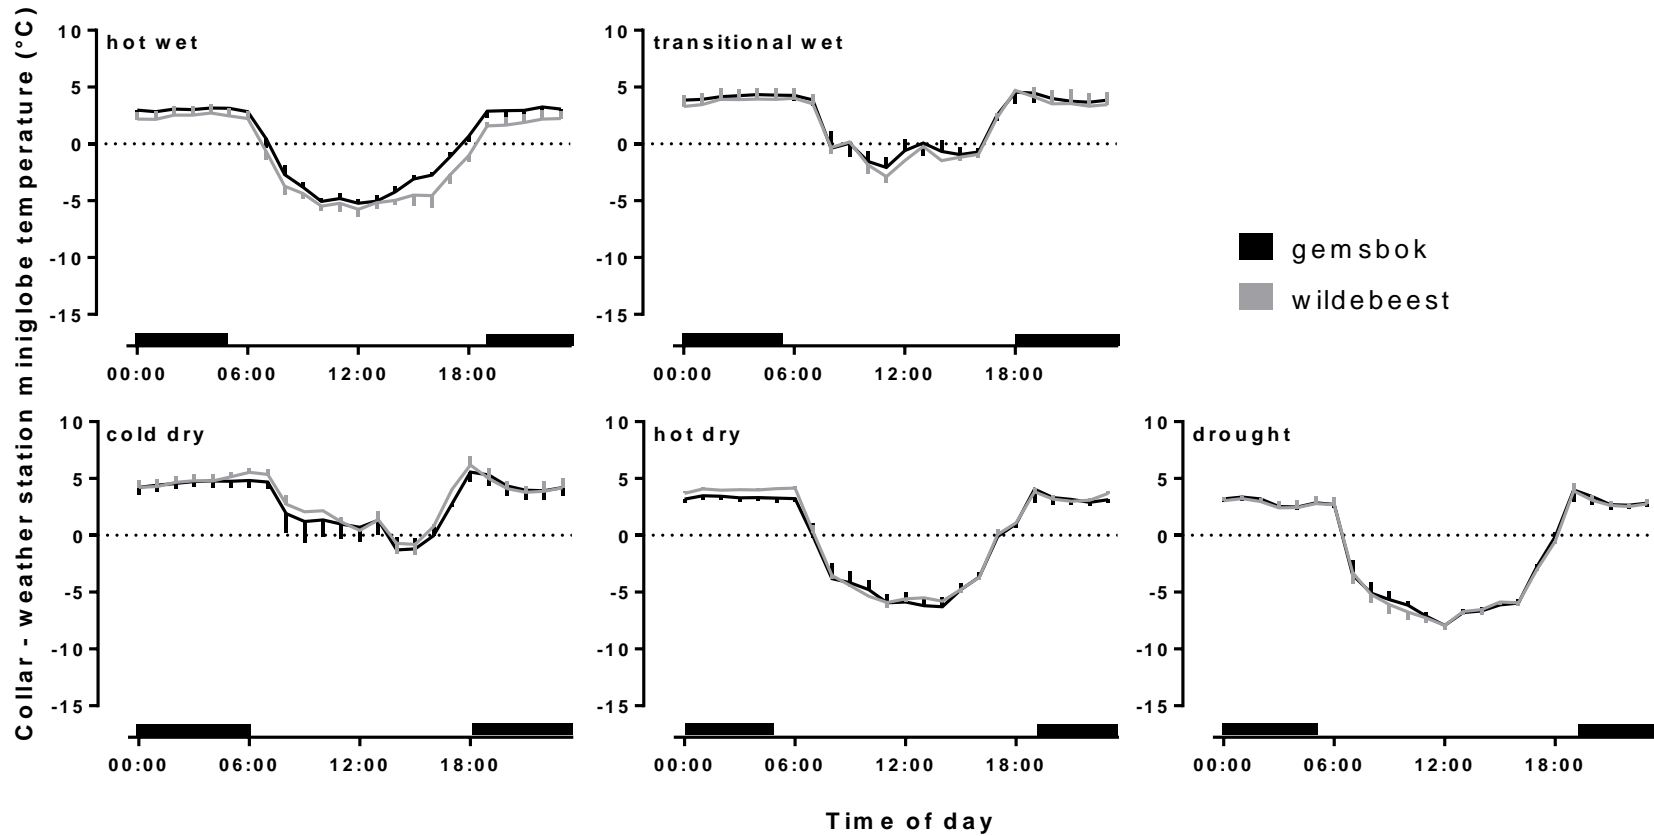 Collar - weather station miniglobe temperature (°C)
hot wet
10
5
0
-5
-10
-15
00:00 06:00 12:00 18:00
transitional wet
10
5
0
-5
-10
-15
00:00 06:00 12:00 18:00
gemsbok
wildebeest
cold dry
10
5
0
-5
-10
-15
00:00 06:00 12:00 18:00
hot dry
10
5
0
-5
-10
-15
00:00 06:00 12:00 18:00
drought
10
5
0
-5
-10
-15
00:00 06:00 12:00 18:00
Time of day